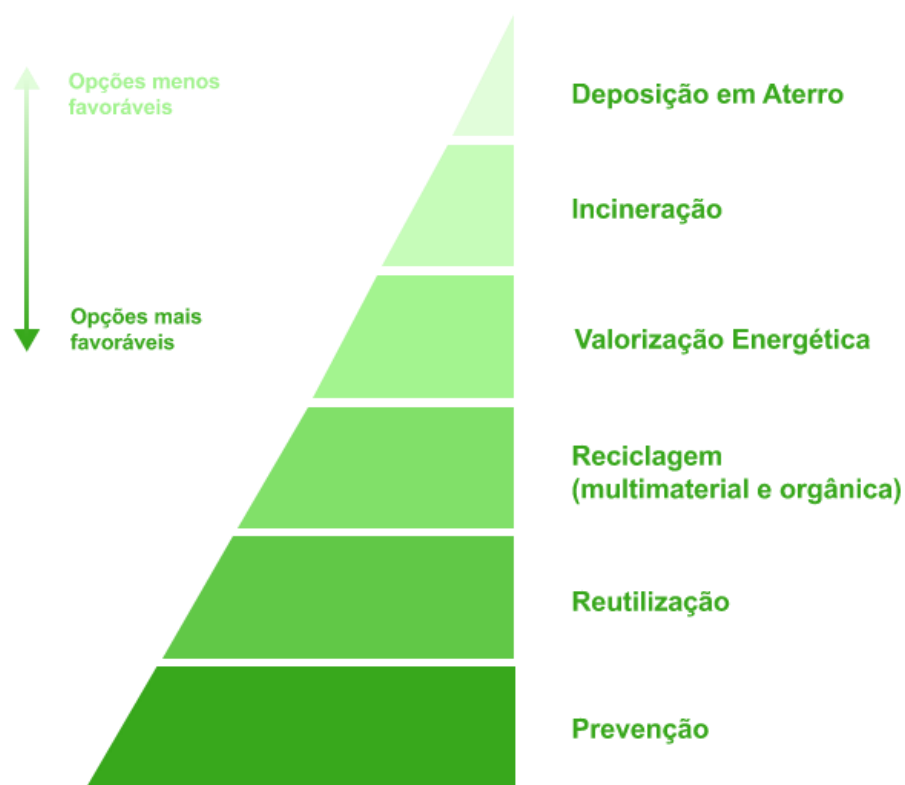 Opções menos
favoráveis
Deposição em Aterro
Incineração
Opções mais
favoráveis
Valorização Energética
Reciclagem
(multimaterial e orgânica)
Reutilização
Prevenção